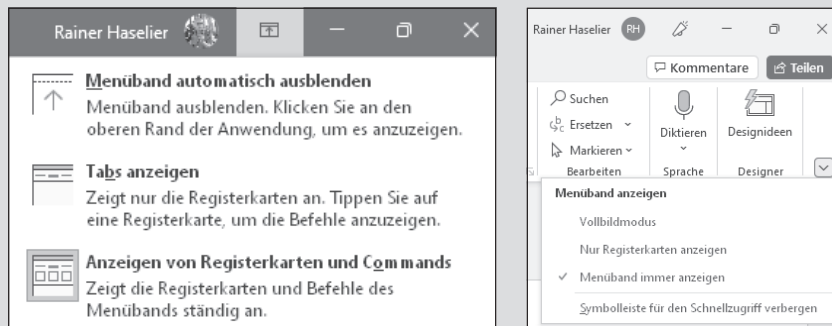 Rainer Haselier
Menüband automatisch ausblenden
Menüband ausblenden. Klicken Sie an den
oberen Rand der Anwendung, um es anzuzeigen.
Tabs anzeigen
Zeigt nur die Registerkarten an. Tippen Sie auf
eine Registerkarte, um die Befehle anzuzeigen.
Anzeigen von Registerkarten und Commands
Zeigt die Registerkarten und Befehle des
Menübands ständig an.
Rainer Haselier RH
Kommentare Teilen
Suchen
Ersetzen
Markieren
Diktieren
Designideen
Bearbeiten Sprache Designer
Menüband anzeigen
Vollbildmodus
Nur Registerkarten anzeigen
Menüband immer anzeigen
Symbolleiste für den Schnellzugriff verbergen